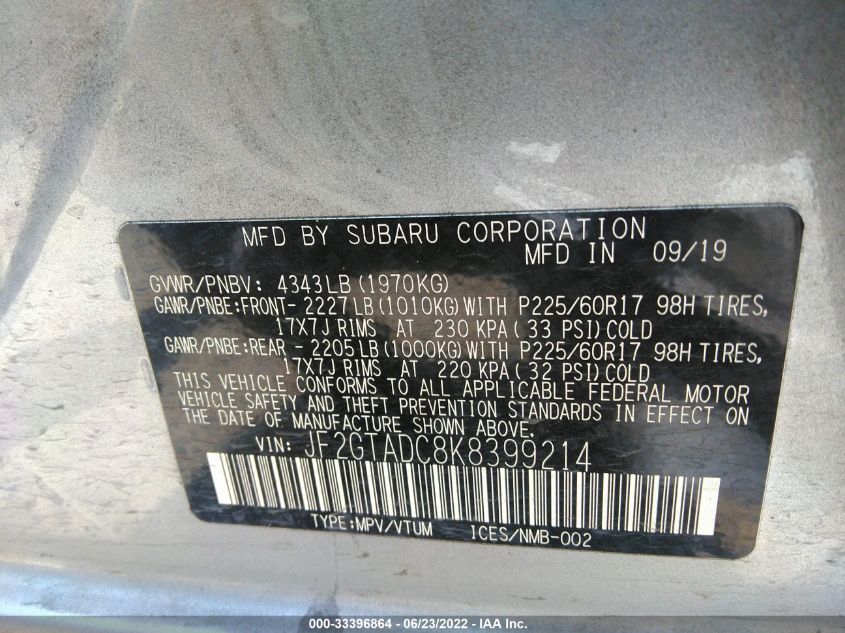 MFD BY SUBARU CORPORATION
MFD IN 09/19
GVWR/PNBV: 4343LB(1970KG)
GAWR/PNBE:FRONT- 2227LB(1010KG)WITH P225/60R17 98H TIRES,
17X7J RIMS AT 230 KPA( 33 PSI)COLD
GAWR/PNBE:REAR - 2205LB(1000KG)WITH P225/60R17 98H TIRES,
17X7J RIMS AT 220 KPA( 32 PSI)COLD
THIS VEHICLE CONFORMS TO ALL APPLICABLE FEDERAL MOTOR
VEHICLE SAFETY AND THEFT PREVENTION STANDARDS IN EFFECT ON
THE DATE OF MANUFACTURE SHOWN ABOVE.
VIN: JF2GTADC8K8399214
TYPE:MPV/VTUM ICES/NMB-002
000-33396864 / 06/23/2022 - IAA Inc.